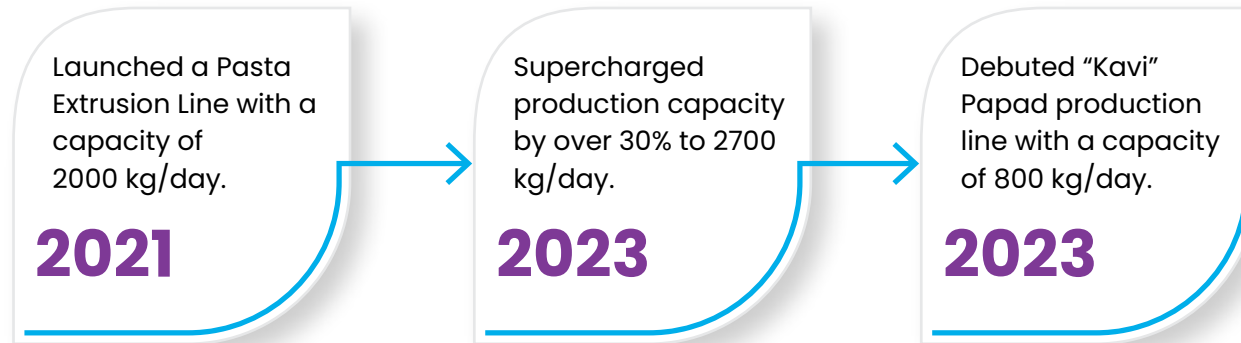 Launched a Pasta
Extrusion Line with a
capacity of
2000 kg/day.
2021
Supercharged
production capacity
by over 30% to 2700
kg/day.
2023
Debuted “Kavi”
Papad production
line with a capacity
of 800 kg/day.
2023